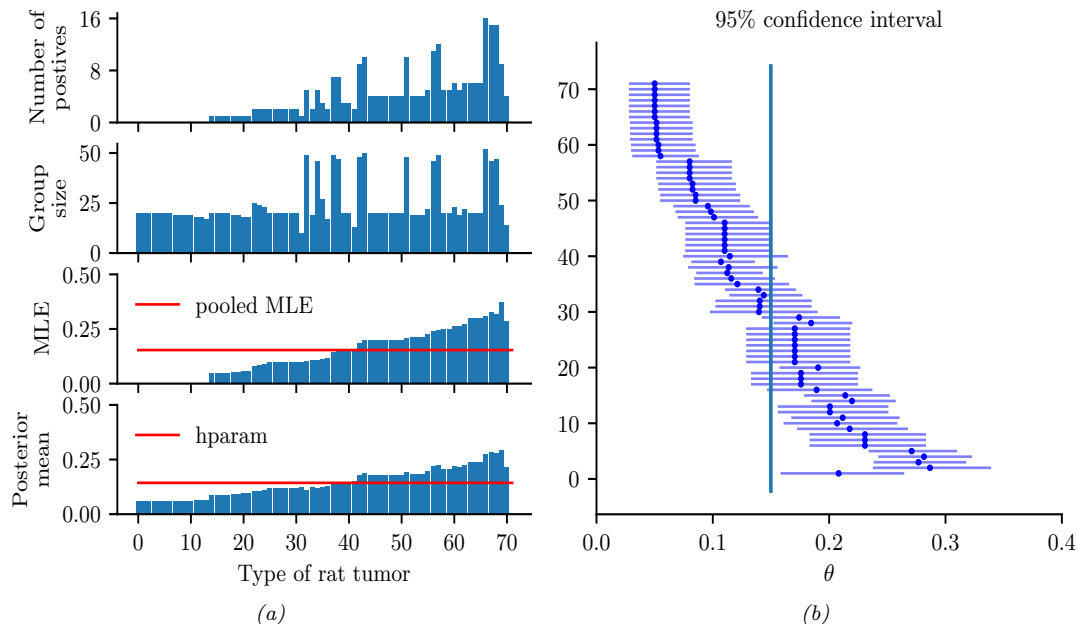 16
8
0
Number of
postives
50
25
0
Group
size
0.50
0.25
0.00
MLE
pooled MLE
0.50
0.25
0.00
Posterior
mean
hparam
0 10 20 30 40 50 60 70
Type of rat tumor
(a)
95% confidence interval
70
60
50
40
30
20
10
0
0.0 0.1 0.2 0.3 0.4
θ
(b)